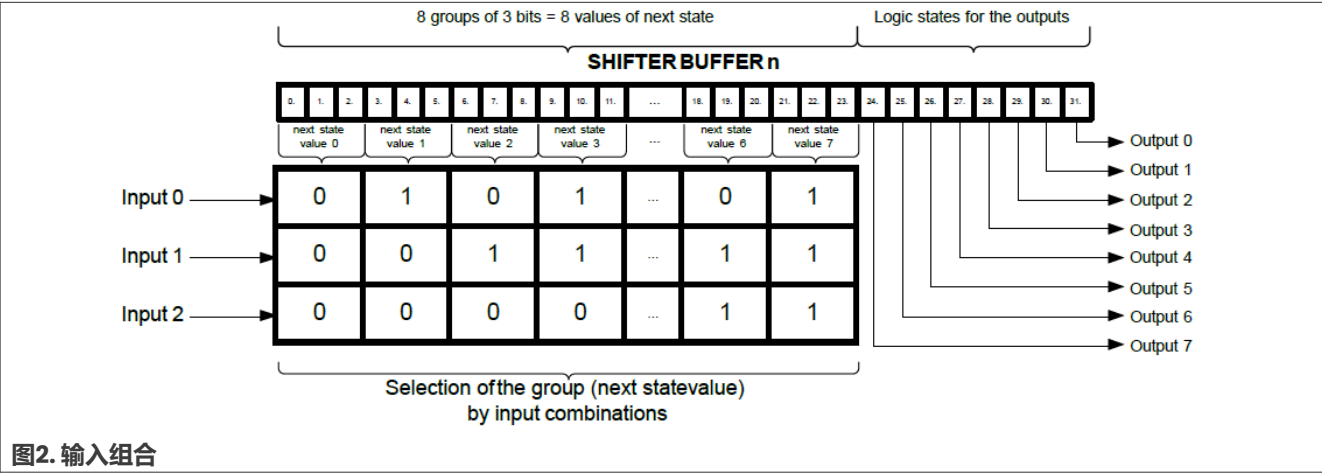 8 groups of 3 bits = 8 values of next state
Logic states for the outputs
SHIFTER BUFFER n
0. 1. 2. 3. 4. 5. 6. 7. 8. 9. 10. 11. ... 18. 19. 20. 21. 22. 23. 24. 25. 26. 27. 28. 29. 30. 31.
next state next state next state next state next state next state
value 0 value 1 value 2 value 3 ... value 6 value 7
Output 0
Output 1
Output 2
Output 3
Output 4
Output 5
Output 6
Output 7
Input 0 0 1 0 1 ... 0 1
Input 1 0 0 1 1 ... 1 1
Input 2 0 0 0 0 ... 1 1
Selection of the group (next statevalue)
by input combinations
图2. 输入组合